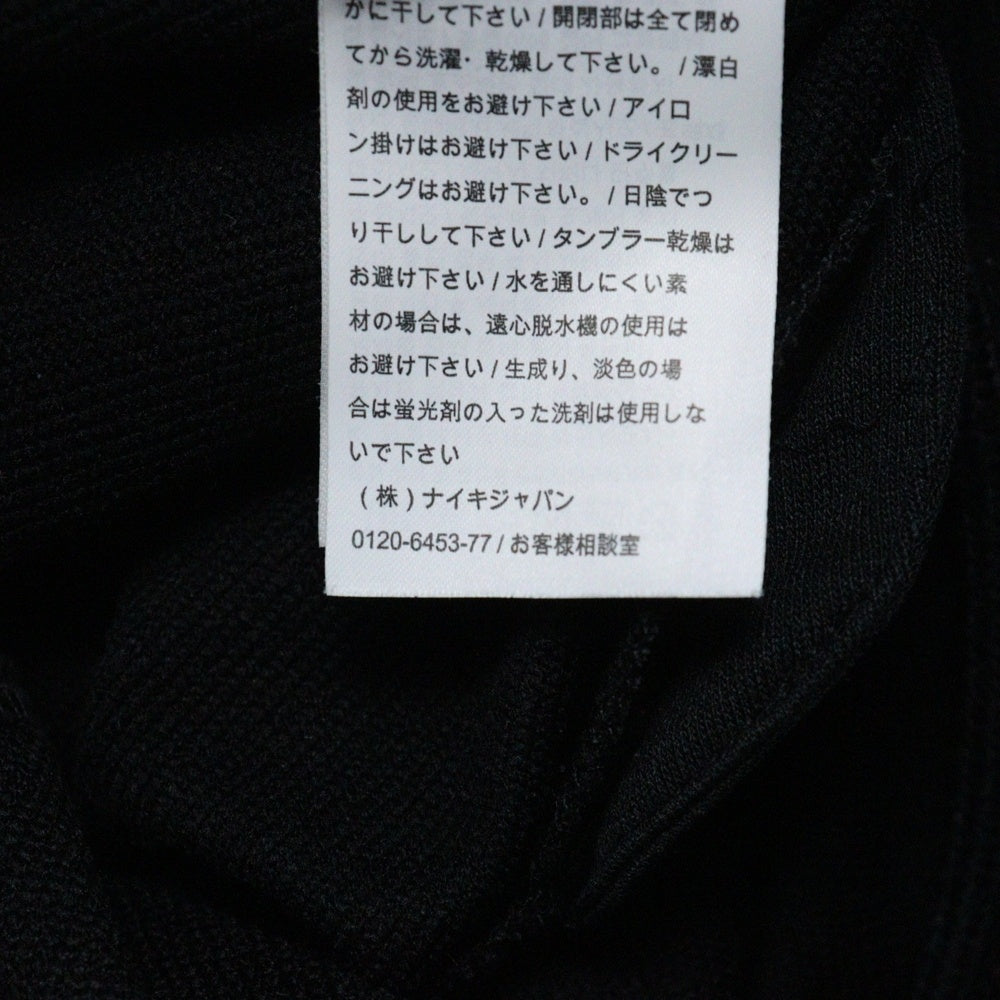 かに干して下さい / 開閉部は全て閉め
てから洗濯・乾燥して下さい。 / 漂白
剤の使用をお避け下さい / アイロ
ン掛けはお避け下さい / ドライクリー
ニングはお避け下さい。 / 日陰でつ
り干しして下さい / タンブラー乾燥は
お避け下さい / 水を通しにくい素
材の場合は、遠心脱水機の使用は
お避け下さい / 生成り、淡色の場
合は蛍光剤の入った洗剤は使用しな
いで下さい
(株)ナイキジャパン
0120-6453-77 / お客様相談室